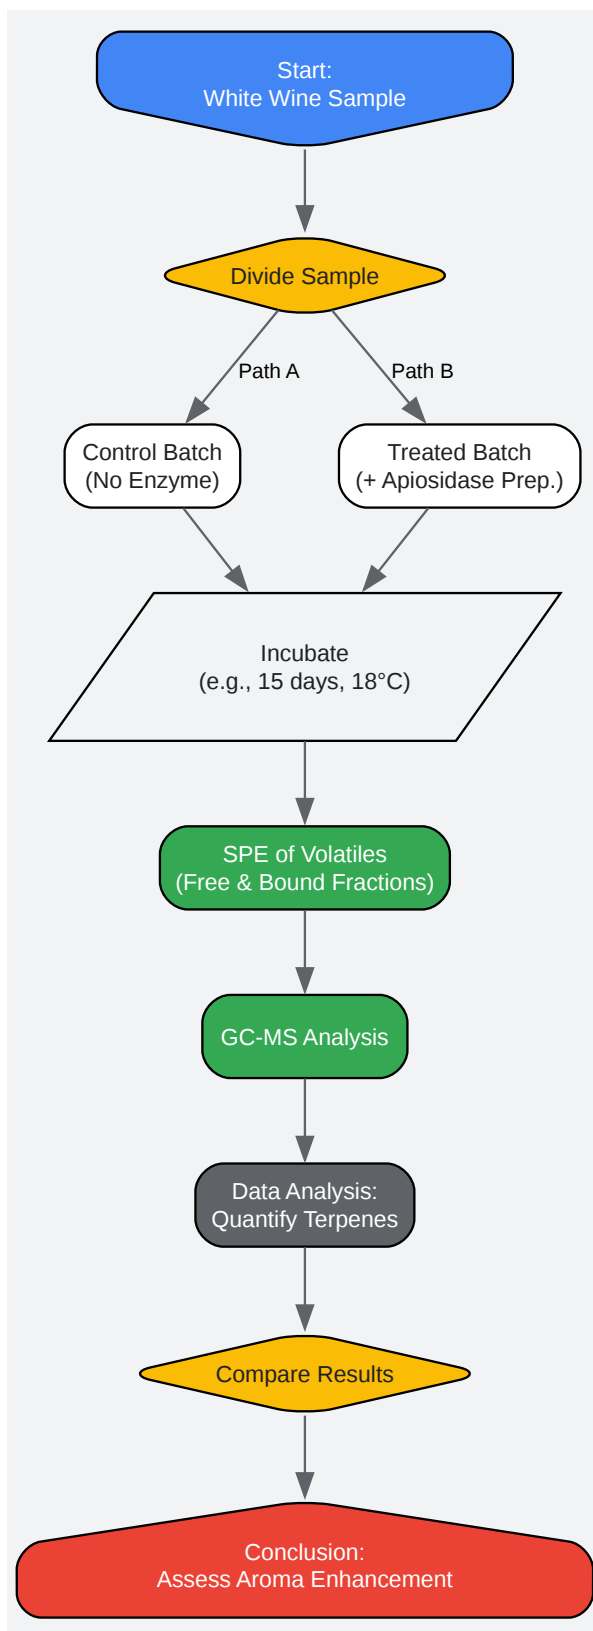 Start:
White Wine Sample
Divide Sample
Path A
Path B
Control Batch
(No Enzyme)
Treated Batch
(+ Apiosidase Prep.)
Incubate
(e.g., 15 days, 18°C)
SPE of Volatiles
(Free & Bound Fractions)
GC-MS Analysis
Data Analysis:
Quantify Terpenes
Compare Results
Conclusion:
Assess Aroma Enhancement